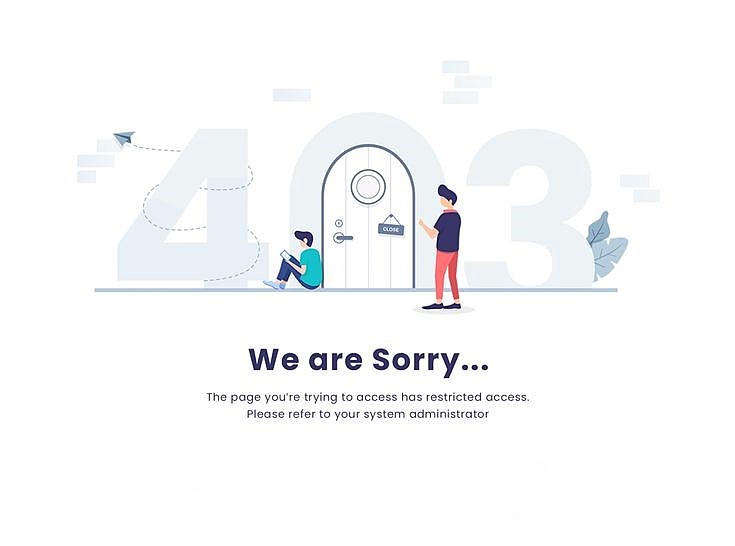 403
CLOSE
We are Sorry...
The page you're trying to access has restricted access.
Please refer to your system administrator